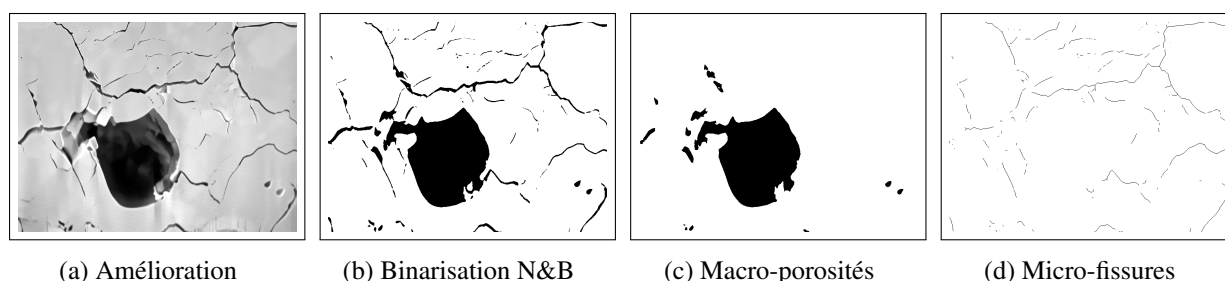 (a) Amélioration
(b) Binarisation N&B
(c) Macro-porosités
(d) Micro-fissures